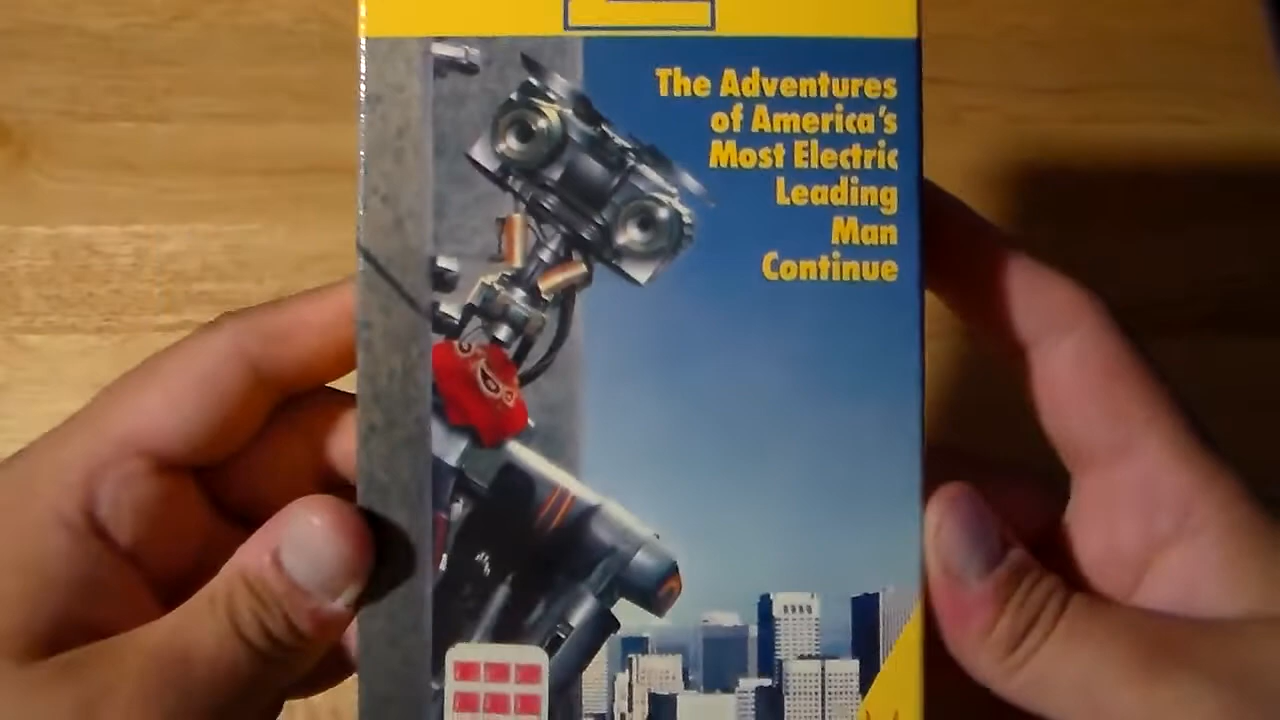 The Adventures
of America's
Most Electric
Leading
Man
Continue